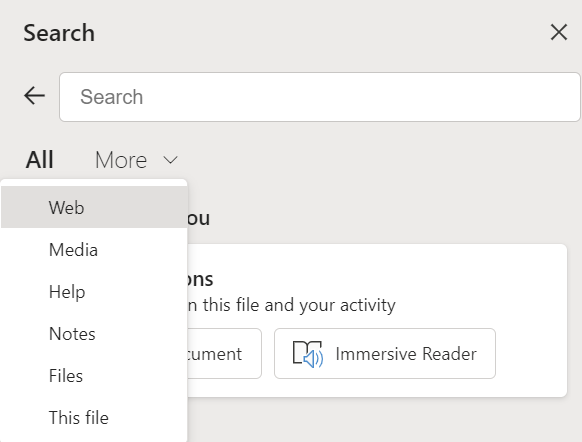 Search
Search
All More
Web
ou
Media
ons
Help
n this file and your activity
Notes
cument Immersive Reader
Files
This file